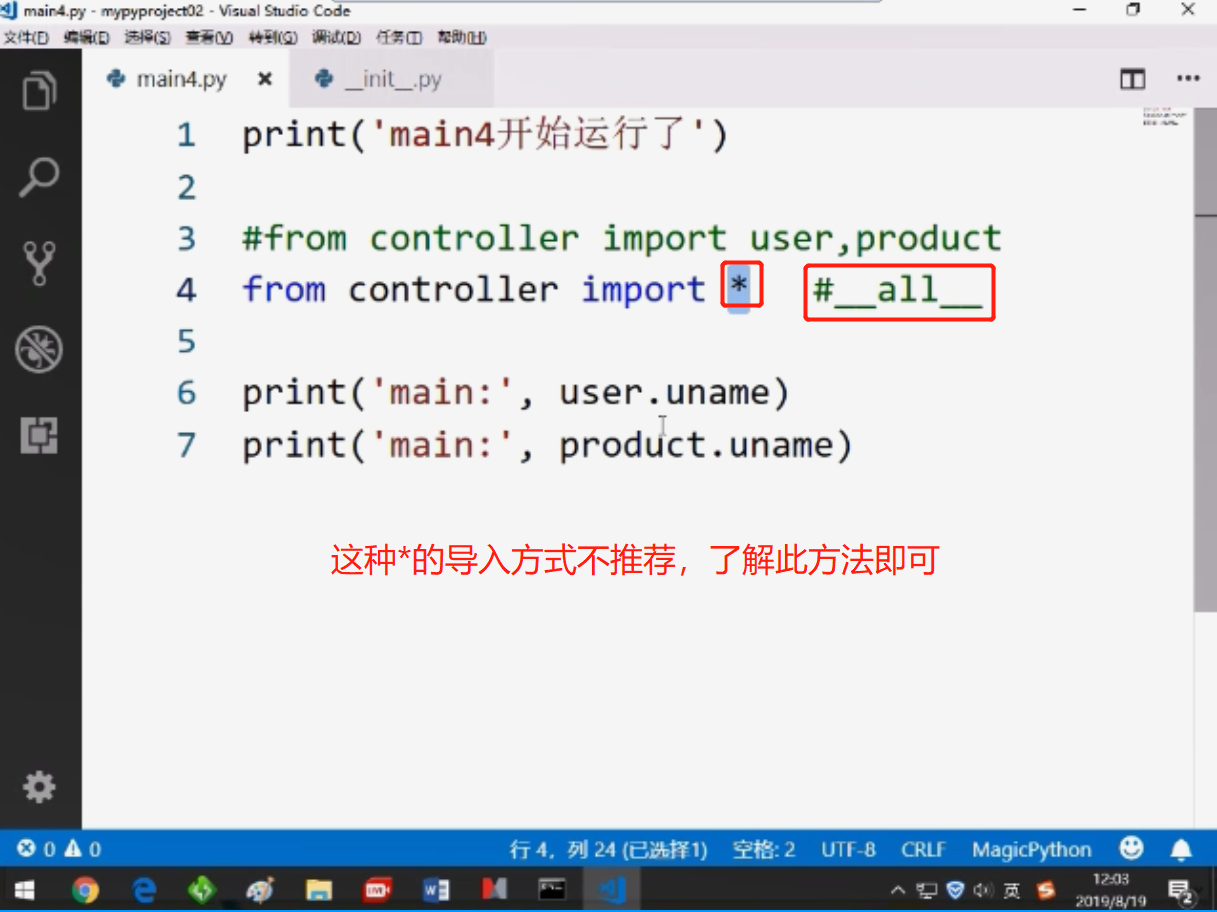 main4.py - mypyproject02 - Visual Studio Code
文件(F) 编辑(E) 选择(S) 查看(V) 转到(G) 调试(D) 任务(T) 帮助(H)
main4.py × __init__.py
1 print('main4开始运行了')
2
3 #from controller import user,product
4 from controller import * #__all__
5
6 print('main:', user.uname)
7 print('main:', product.uname)
这种*的导入方式不推荐，了解此方法即可
0 0 行 4，列 24 (已选择1) 空格: 2 UTF-8 CRLF MagicPython
英 12:03
2019/8/19 2